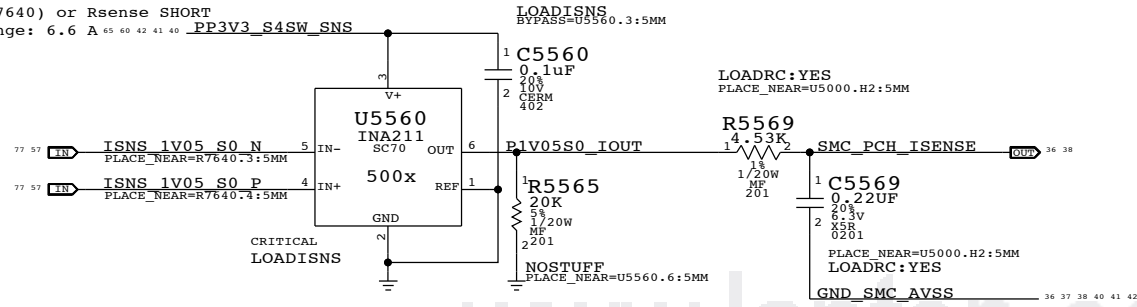 7640) or Rsense SHORT
nge: 6.6 A 65 60 42 41 40 PP3V3_S4SW_SNS
LOADISNS
BYPASS=U5560.3:5MM
1 C5560
0.1uF
20%
10V
2 CERM
402
3
V+
U5560
INA211
SC70
500x
LOADRC:YES
PLACE_NEAR=U5000.H2:5MM
77 57 IN ISNS_1V05_S0_N 5 IN-
PLACE_NEAR=R7640.3:5MM
OUT 6 P1V05S0_IOUT
R5569
4.53K
1 2
1%
1/20W
MF
201
SMC_PCH_ISENSE OUT 36 38
77 57 IN ISNS_1V05_S0_P 4 IN+
PLACE_NEAR=R7640.4:5MM
REF 1
1 R5565
20K
5%
1/20W
MF
2 201
1 C5569
0.22UF
20%
2 6.3V
X5R
0201
GND
2
CRITICAL
LOADISNS
NOSTUFF
PLACE_NEAR=U5560.6:5MM
PLACE_NEAR=U5000.H2:5MM
LOADRC:YES
GND_SMC_AVSS 36 37 38 40 41 42